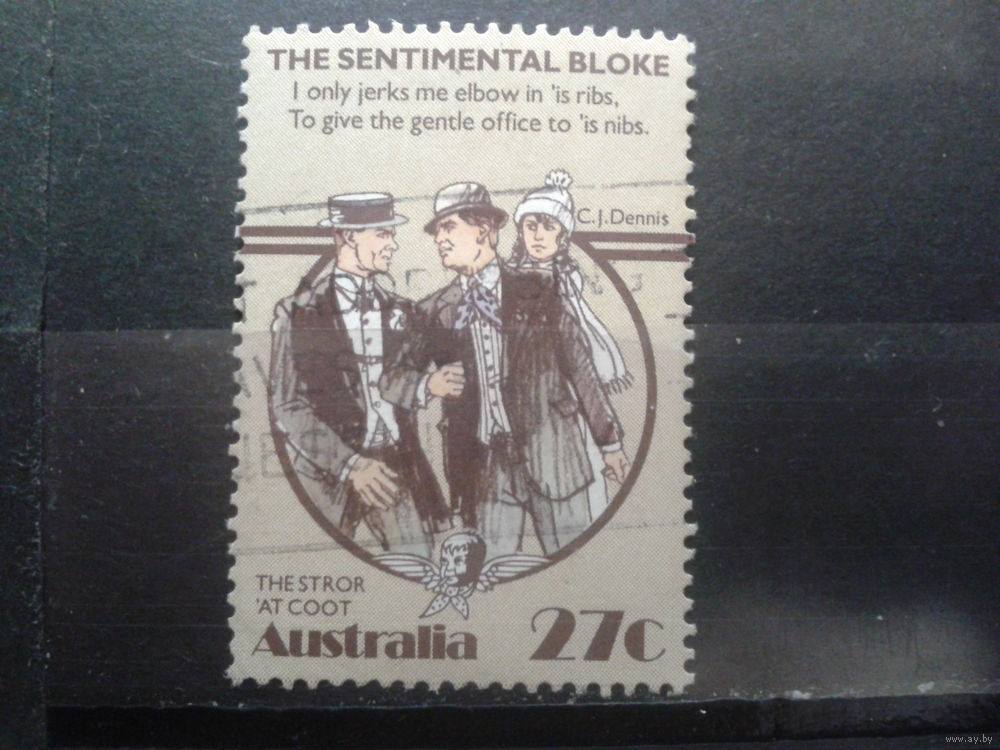 THE SENTIMENTAL BLOKE
I only jerks me elbow in 'is ribs,
To give the gentle office to 'is nibs.
C.J.Dennis
THE STROR
'AT COOT
Australia 27c
www.ay.by